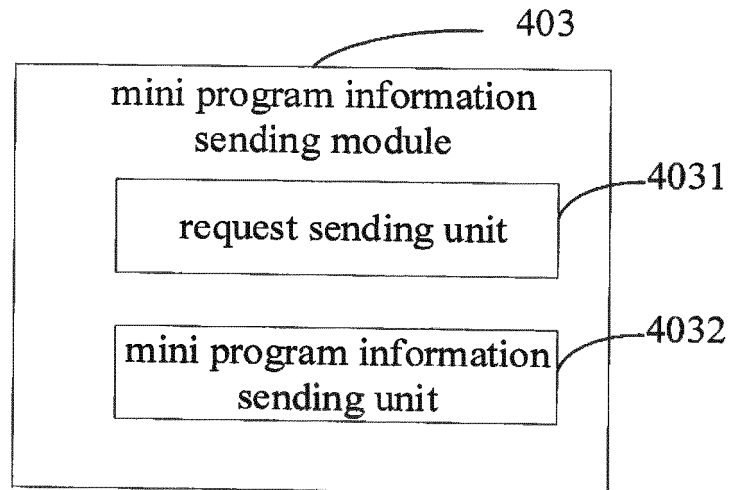 403
mini program information
sending module
4031
request sending unit
4032
mini program information
sending unit